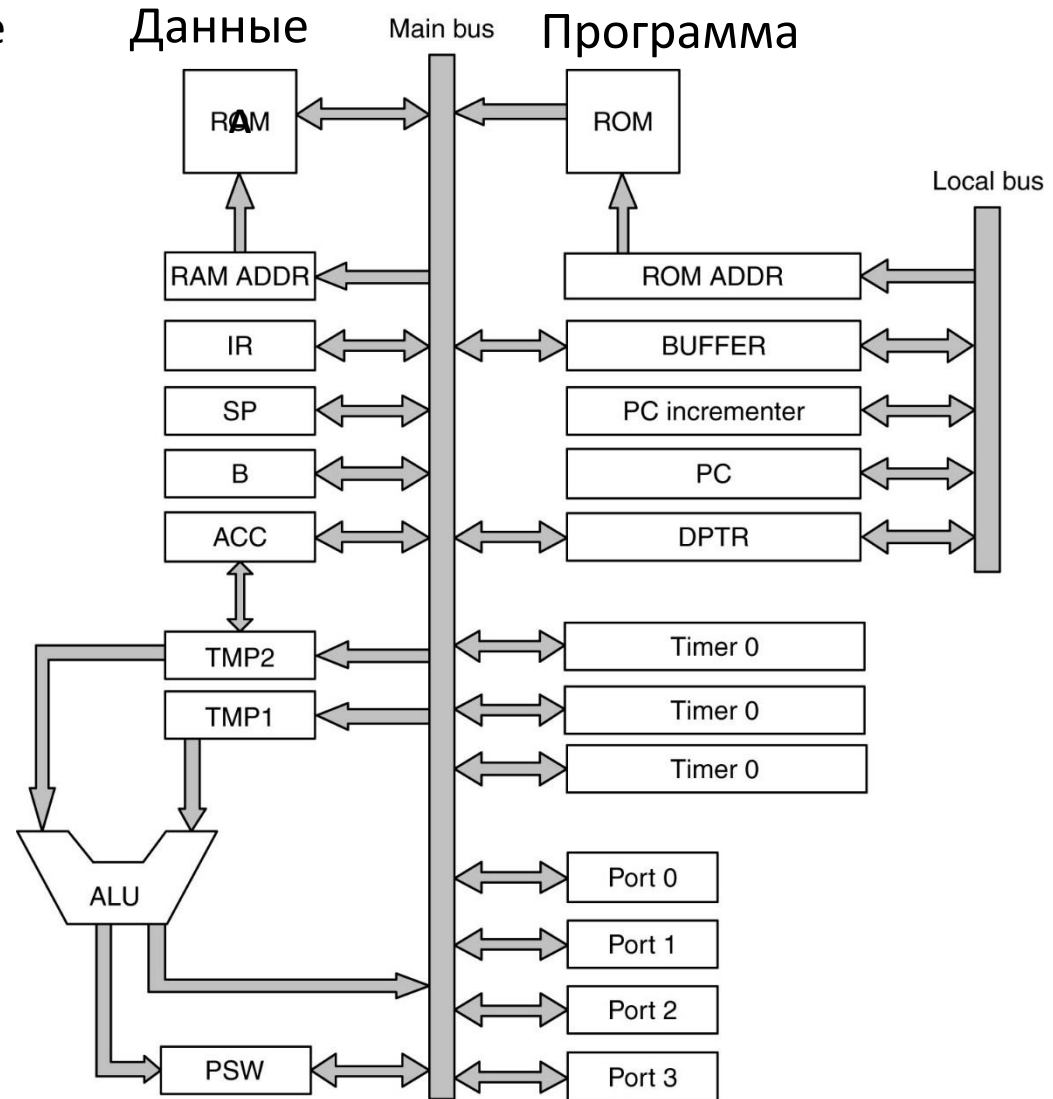 е
Данные
Main bus
Программа
ROM
A
ROM
Local bus
RAM ADDR
ROM ADDR
IR
BUFFER
SP
PC incrementer
B
PC
ACC
DPTR
TMP2
Timer 0
TMP1
Timer 0
Timer 0
ALU
Port 0
Port 1
Port 2
PSW
Port 3